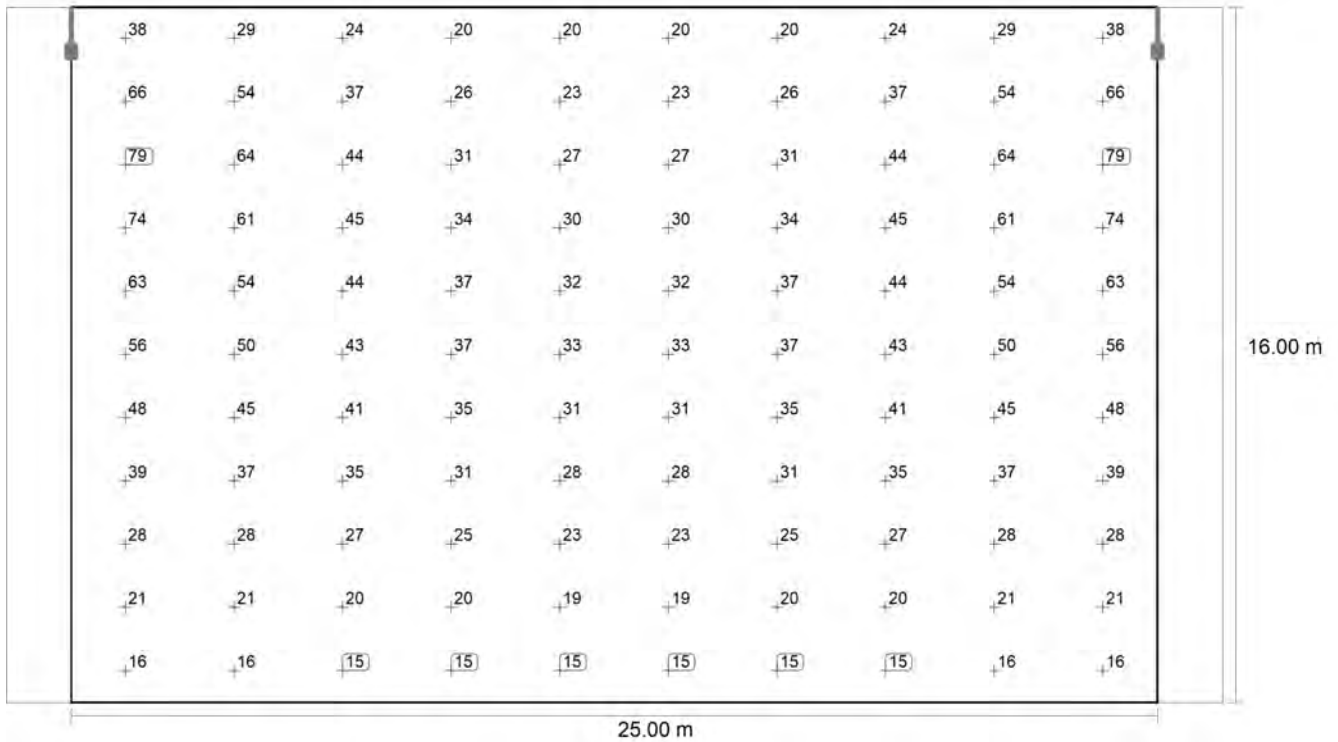 38 29 24 20 20 20 20 24 29 38
66 54 37 26 23 23 26 37 54 66
79 64 44 31 27 27 31 44 64 79
74 61 45 34 30 30 34 45 61 74
63 54 44 37 32 32 37 44 54 63
56 50 43 37 33 33 37 43 50 56
16.00 m
48 45 41 35 31 31 35 41 45 48
39 37 35 31 28 28 31 35 37 39
28 28 27 25 23 23 25 27 28 28
21 21 20 20 19 19 20 20 21 21
16 16 15 15 15 15 15 15 16 16
25.00 m